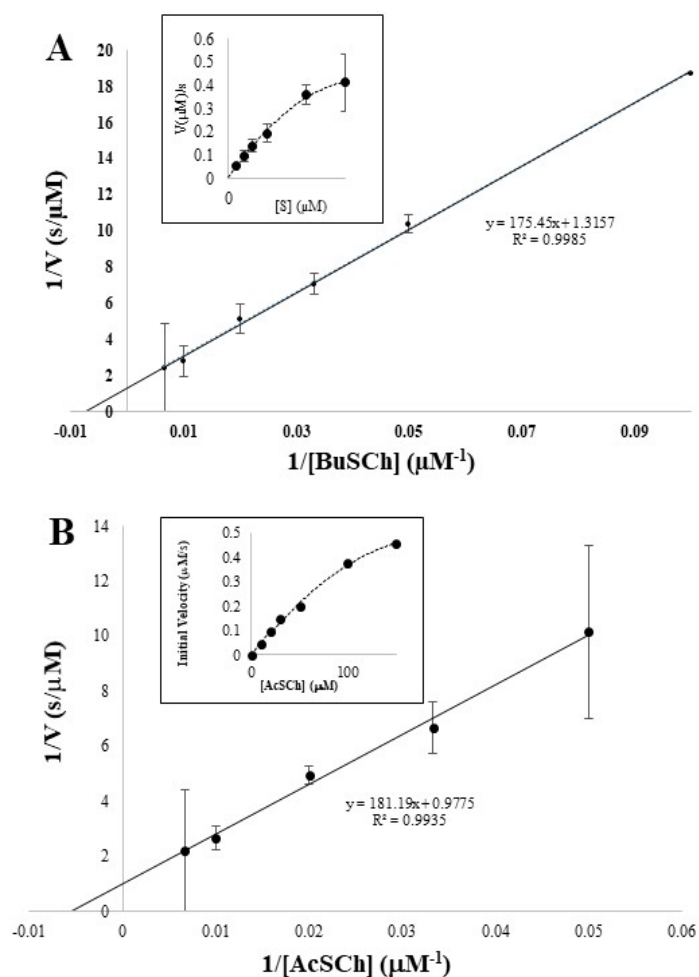 A
20
18
16
14
12
10
8
6
4
2
0
1/V (s/μM)
0.6
0.5
0.4
0.3
0.2
0.1
0
V(μM)/s
0
[S] (μM)
y = 175.45x + 1.3157
R² = 0.9985
-0.01 0.01 0.03 0.05 0.07 0.09
1/[BuSCh] (μM⁻¹)
B
14
12
10
8
6
4
2
0
1/V (s/μM)
0.5
0.4
0.3
0.2
0.1
0
Initial Velocity (μM/s)
0 100
[AcSCh] (μM)
y = 181.19x + 0.9775
R² = 0.9935
-0.01 0 0.01 0.02 0.03 0.04 0.05 0.06
1/[AcSCh] (μM⁻¹)